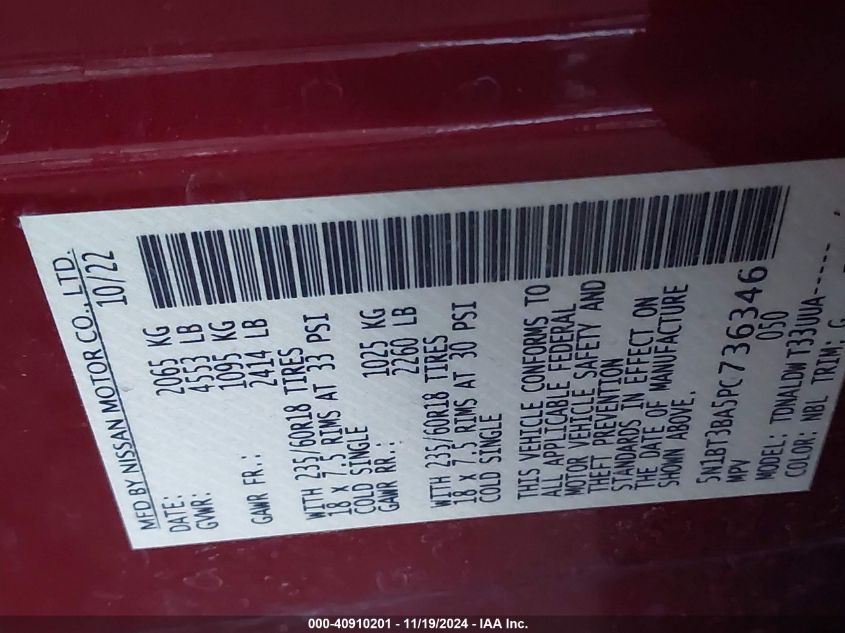 MFD BY NISSAN MOTOR CO., LTD.
DATE: 10/22
GVWR: 2065 KG
4553 LB
GAWR FR.: 1095 KG
2414 LB
WITH 235/60R18 TIRES
18 x 7.5 RIMS AT 33 PSI
COLD SINGLE
GAWR RR.: 1025 KG
2260 LB
WITH 235/60R18 TIRES
18 x 7.5 RIMS AT 30 PSI
COLD SINGLE
THIS VEHICLE CONFORMS TO
ALL APPLICABLE FEDERAL
MOTOR VEHICLE SAFETY AND
THEFT PREVENTION
STANDARDS IN EFFECT ON
THE DATE OF MANUFACTURE
SHOWN ABOVE.
5N1BT3BA5PC736346
MPV 050
MODEL: TDNALDW T33UUA-----
COLOR: NBL TRIM: G
000-40910201 - 11/19/2024 - IAA Inc.